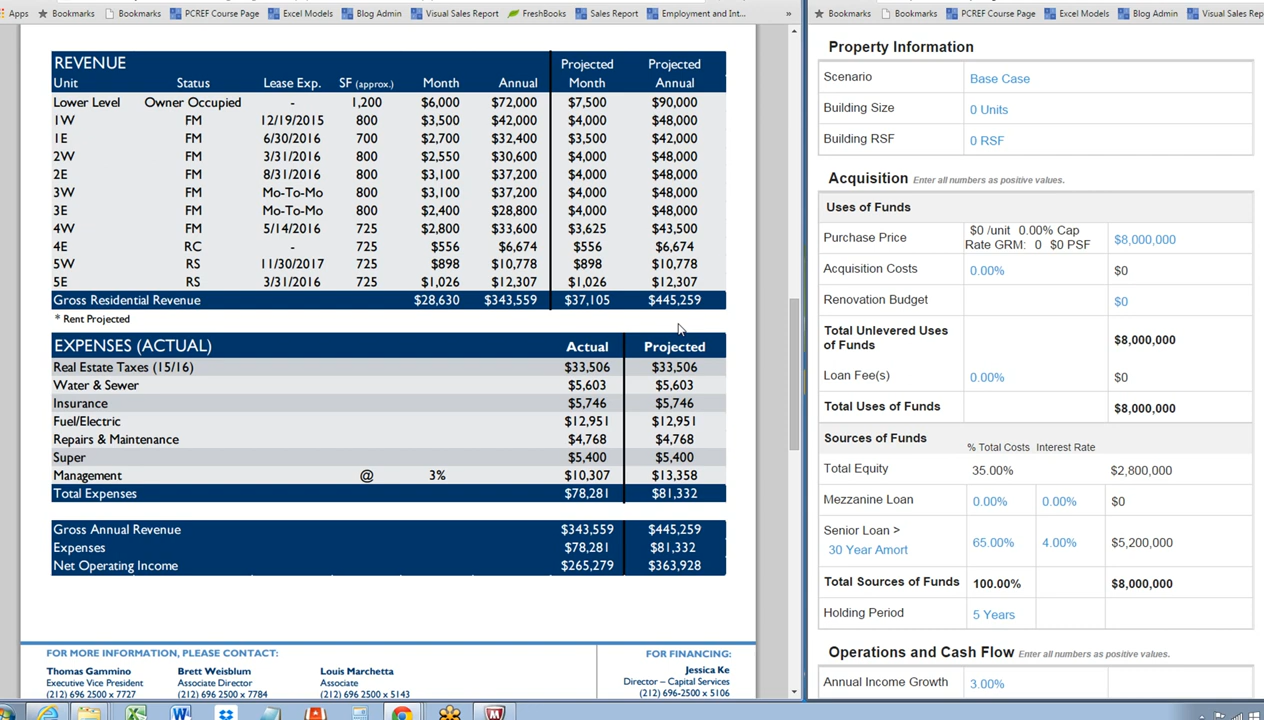 Apps Bookmarks Bookmarks PCREF Course Page Excel Models Blog Admin Visual Sales Report FreshBooks Sales Report Employment and Int... »
REVENUE Projected Projected
Unit Status Lease Exp. SF (approx.) Month Annual Month Annual
Lower Level Owner Occupied - 1,200 $6,000 $72,000 $7,500 $90,000
1W FM 12/19/2015 800 $3,500 $42,000 $4,000 $48,000
1E FM 6/30/2016 700 $2,700 $32,400 $3,500 $42,000
2W FM 3/31/2016 800 $2,550 $30,600 $4,000 $48,000
2E FM 8/31/2016 800 $3,100 $37,200 $4,000 $48,000
3W FM Mo-To-Mo 800 $3,100 $37,200 $4,000 $48,000
3E FM Mo-To-Mo 800 $2,400 $28,800 $4,000 $48,000
4W FM 5/14/2016 725 $2,800 $33,600 $3,625 $43,500
4E RC - 725 $556 $6,674 $556 $6,674
5W RS 11/30/2017 725 $898 $10,778 $898 $10,778
5E RS 3/31/2016 725 $1,026 $12,307 $1,026 $12,307
Gross Residential Revenue $28,630 $343,559 $37,105 $445,259
* Rent Projected
EXPENSES (ACTUAL) Actual Projected
Real Estate Taxes (15/16) $33,506 $33,506
Water & Sewer $5,603 $5,603
Insurance $5,746 $5,746
Fuel/Electric $12,951 $12,951
Repairs & Maintenance $4,768 $4,768
Super $5,400 $5,400
Management @ 3% $10,307 $13,358
Total Expenses $78,281 $81,332
Gross Annual Revenue $343,559 $445,259
Expenses $78,281 $81,332
Net Operating Income $265,279 $363,928
FOR MORE INFORMATION, PLEASE CONTACT: FOR FINANCING:
Thomas Gammino Brett Weisblum Louis Marchetta Jessica Ke
Executive Vice President Associate Director Associate Director – Capital Services
(212) 696 2500 x 7727 (212) 696 2500 x 7784 (212) 696 2500 x 5143 (212) 696-2500 x 5106
Bookmarks Bookmarks PCREF Course Page Excel Models Blog Admin Visual Sales Rep
Property Information
Scenario Base Case
Building Size 0 Units
Building RSF 0 RSF
Acquisition Enter all numbers as positive values.
Uses of Funds
Purchase Price $0 /unit 0.00% Cap $8,000,000
Rate GRM: 0 $0 PSF
Acquisition Costs 0.00% $0
Renovation Budget $0
Total Unlevered Uses
of Funds $8,000,000
Loan Fee(s) 0.00% $0
Total Uses of Funds $8,000,000
Sources of Funds % Total Costs Interest Rate
Total Equity 35.00% $2,800,000
Mezzanine Loan 0.00% 0.00% $0
Senior Loan >
30 Year Amort 65.00% 4.00% $5,200,000
Total Sources of Funds 100.00% $8,000,000
Holding Period 5 Years
Operations and Cash Flow Enter all numbers as positive values.
Annual Income Growth 3.00%